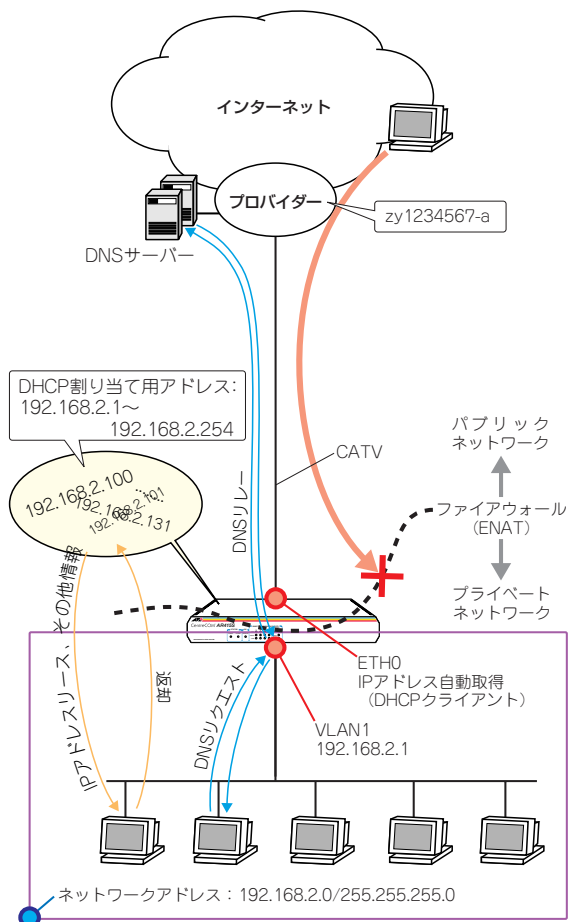 インターネット
プロバイダー
zy1234567-a
DNSサーバー
DHCP割り当て用アドレス：
192.168.2.1～
192.168.2.254
192.168.2.100
192.168.2.101
192.168.2.131
DNSリレー
CATV
パブリック
ネットワーク
ファイアウォール
（ENAT）
プライベート
ネットワーク
IPアドレスリース、その他情報
返却
DNSリクエスト
CentreCOM AR415S
ETH0
IPアドレス自動取得
（DHCPクライアント）
VLAN1
192.168.2.1
ネットワークアドレス：192.168.2.0/255.255.255.0